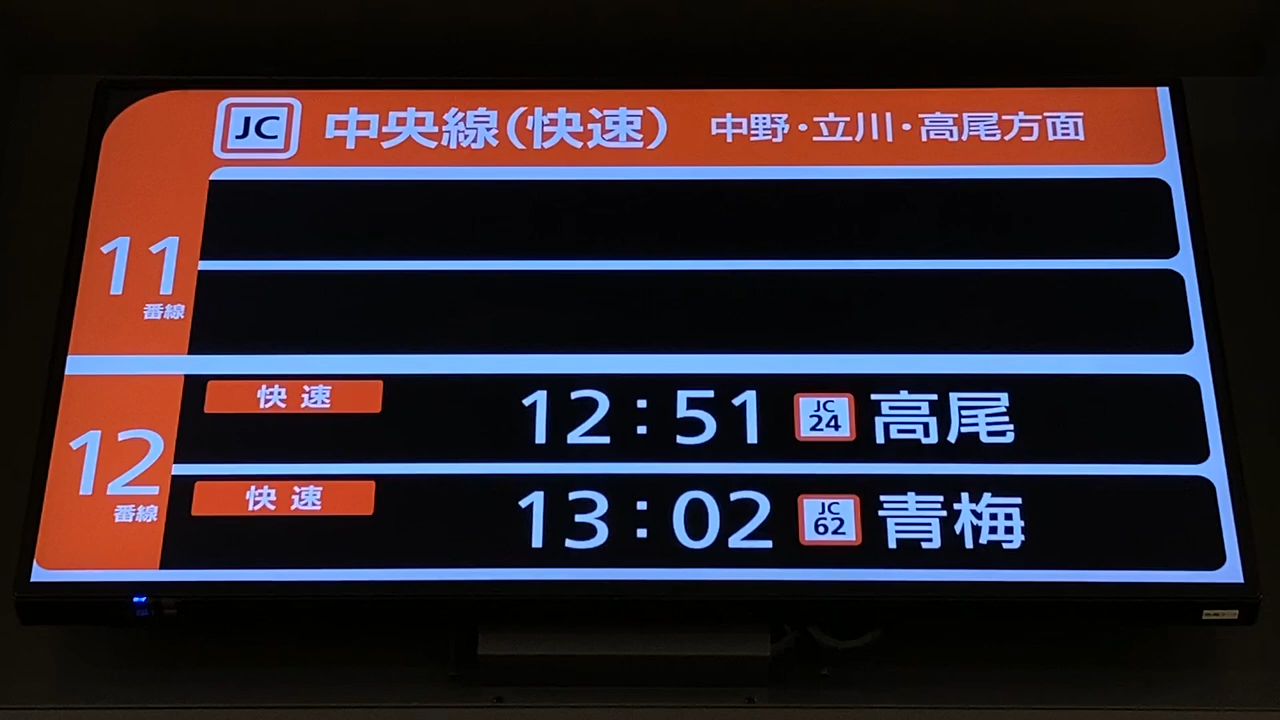 JC 中央線(快速) 中野・立川・高尾方面
11
番線
快速 12:51 JC 24 高尾
12
番線
快速 13:02 JC 62 青梅